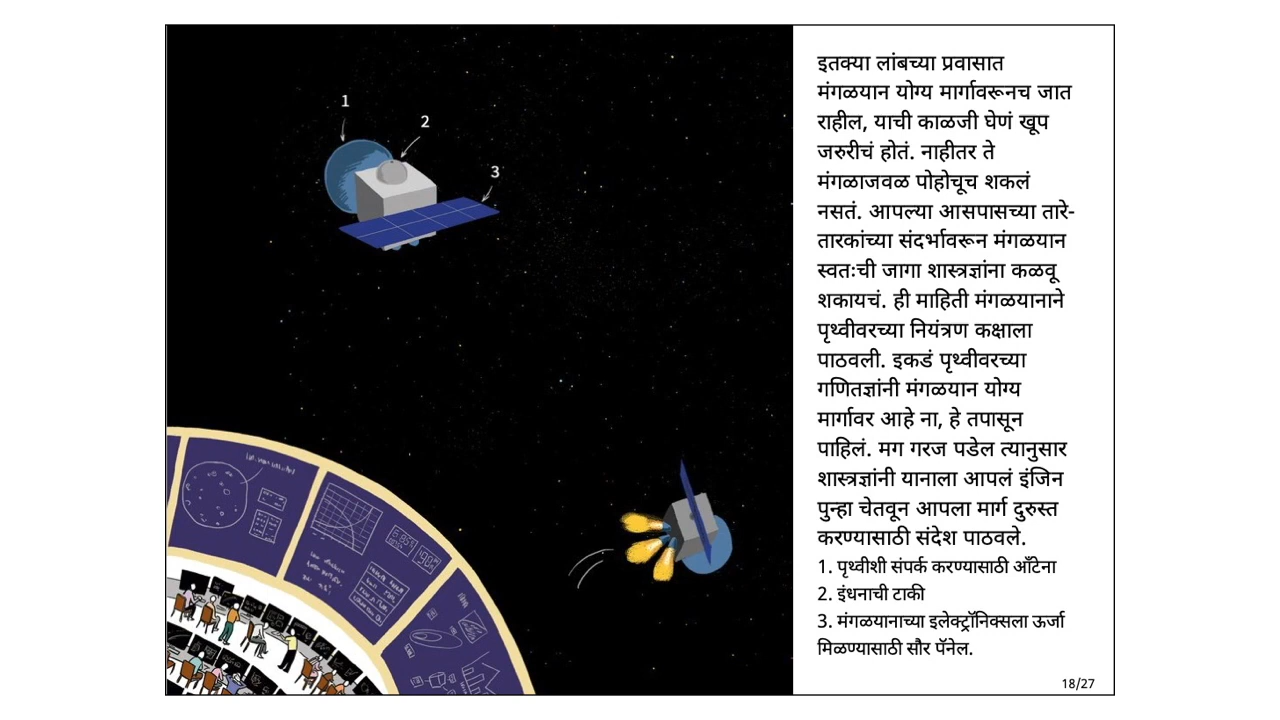 1
2
3
इतक्या लांबच्या प्रवासात
मंगळयान योग्य मार्गावरूनच जात
राहील, याची काळजी घेणं खूप
जरुरीचं होतं. नाहीतर ते
मंगळाजवळ पोहोचूच शकलं
नसतं. आपल्या आसपासच्या तारे-
तारकांच्या संदर्भावरून मंगळयान
स्वतःची जागा शास्त्रज्ञांना कळवू
शकायचं. ही माहिती मंगळयानाने
पृथ्वीवरच्या नियंत्रण कक्षाला
पाठवली. इकडं पृथ्वीवरच्या
गणितज्ञांनी मंगळयान योग्य
मार्गावर आहे ना, हे तपासून
पाहिलं. मग गरज पडेल त्यानुसार
शास्त्रज्ञांनी यानाला आपलं इंजिन
पुन्हा चेतवून आपला मार्ग दुरुस्त
करण्यासाठी संदेश पाठवले.
1. पृथ्वीशी संपर्क करण्यासाठी आँटेना
2. इंधनाची टाकी
3. मंगळयानाच्या इलेक्ट्रॉनिक्सला ऊर्जा
मिळण्यासाठी सौर पॅनेल.
18/27